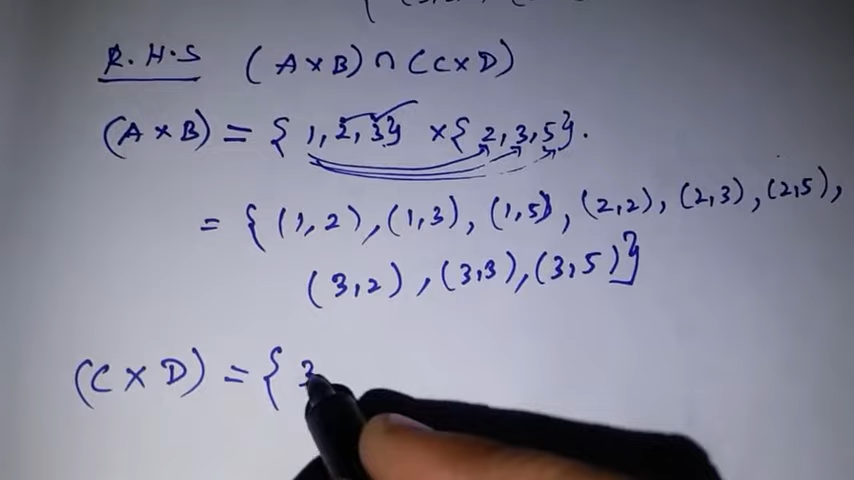 R.H.S (A×B)∩(C×D)
(A×B) = { 1,2,3} ×{ 2,3,5}.
= { (1,2),(1,3),(1,5),(2,2),(2,3),(2,5),
(3,2),(3,3),(3,5)}
(C×D) = { 3